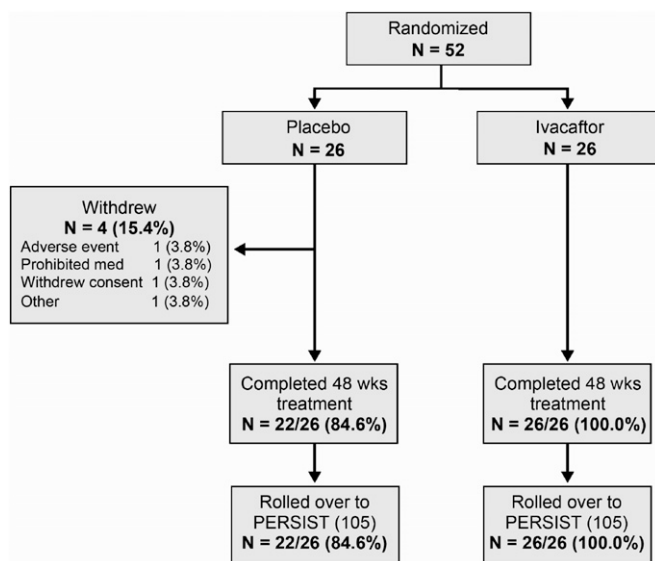 Randomized
N = 52
Placebo
N = 26
Ivacaftor
N = 26
Withdrew
N = 4 (15.4%)
Adverse event 1 (3.8%)
Prohibited med 1 (3.8%)
Withdrew consent 1 (3.8%)
Other 1 (3.8%)
Completed 48 wks
treatment
N = 22/26 (84.6%)
Completed 48 wks
treatment
N = 26/26 (100.0%)
Rolled over to
PERSIST (105)
N = 22/26 (84.6%)
Rolled over to
PERSIST (105)
N = 26/26 (100.0%)